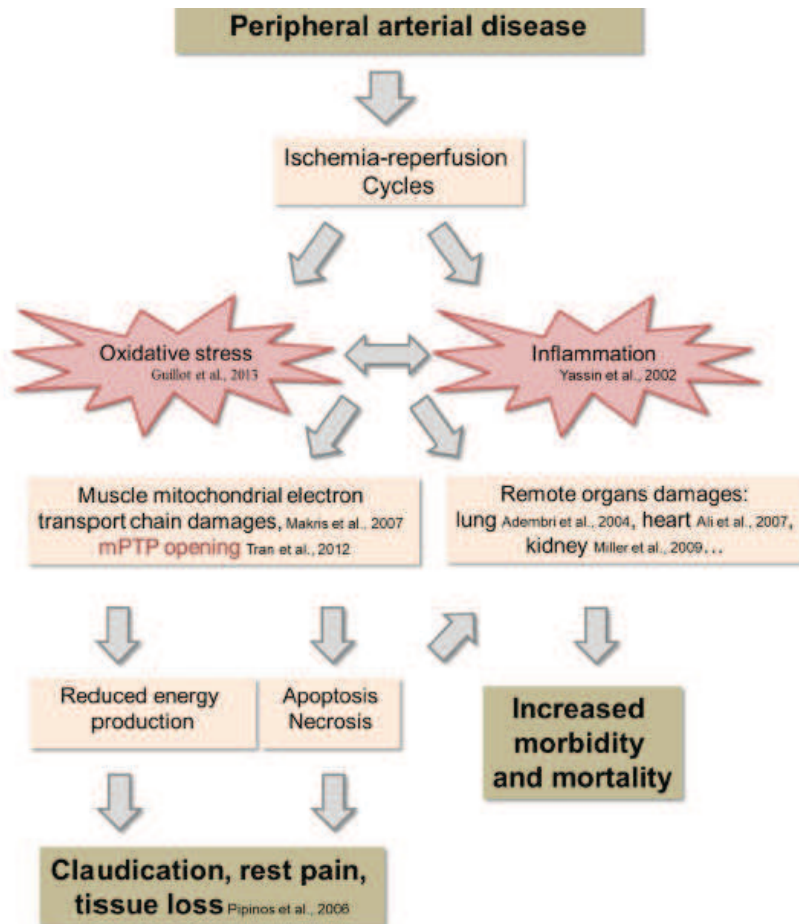 Peripheral arterial disease
Ischemia-reperfusion
Cycles
Oxidative stress
Guillot et al., 2013
Inflammation
Yassin et al., 2002
Muscle mitochondrial electron
transport chain damages, Makris et al., 2007
mPTP opening Tran et al., 2012
Remote organs damages:
lung Adembri et al., 2004, heart Ali et al., 2007,
kidney Miller et al., 2009...
Reduced energy
production
Apoptosis
Necrosis
Increased
morbidity
and mortality
Claudication, rest pain,
tissue loss Pipinos et al., 2006